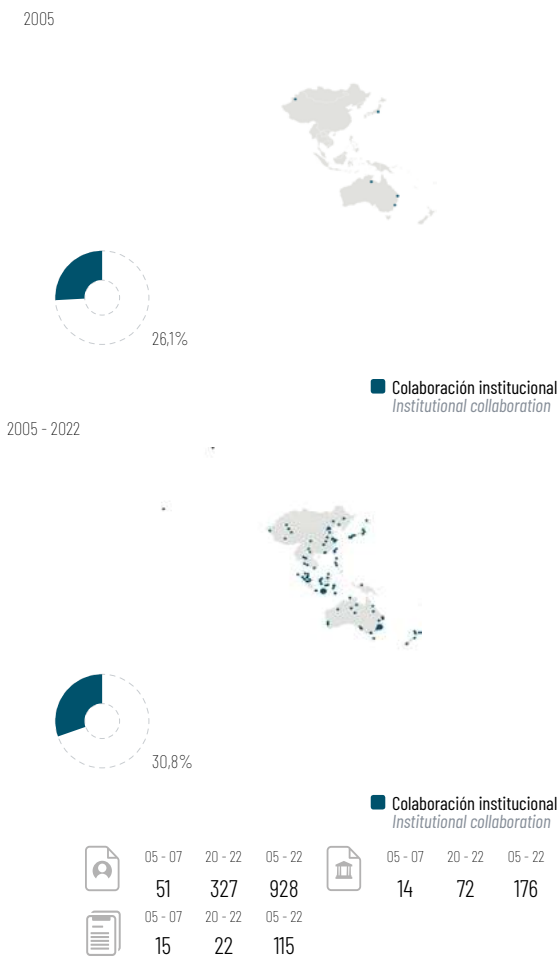 2005
26,1%
Colaboración institucional
Institutional collaboration
2005 - 2022
30,8%
Colaboración institucional
Institutional collaboration
05 - 07 20 - 22 05 - 22 05 - 07 20 - 22 05 - 22
51 327 928 14 72 176
05 - 07 20 - 22 05 - 22
15 22 115